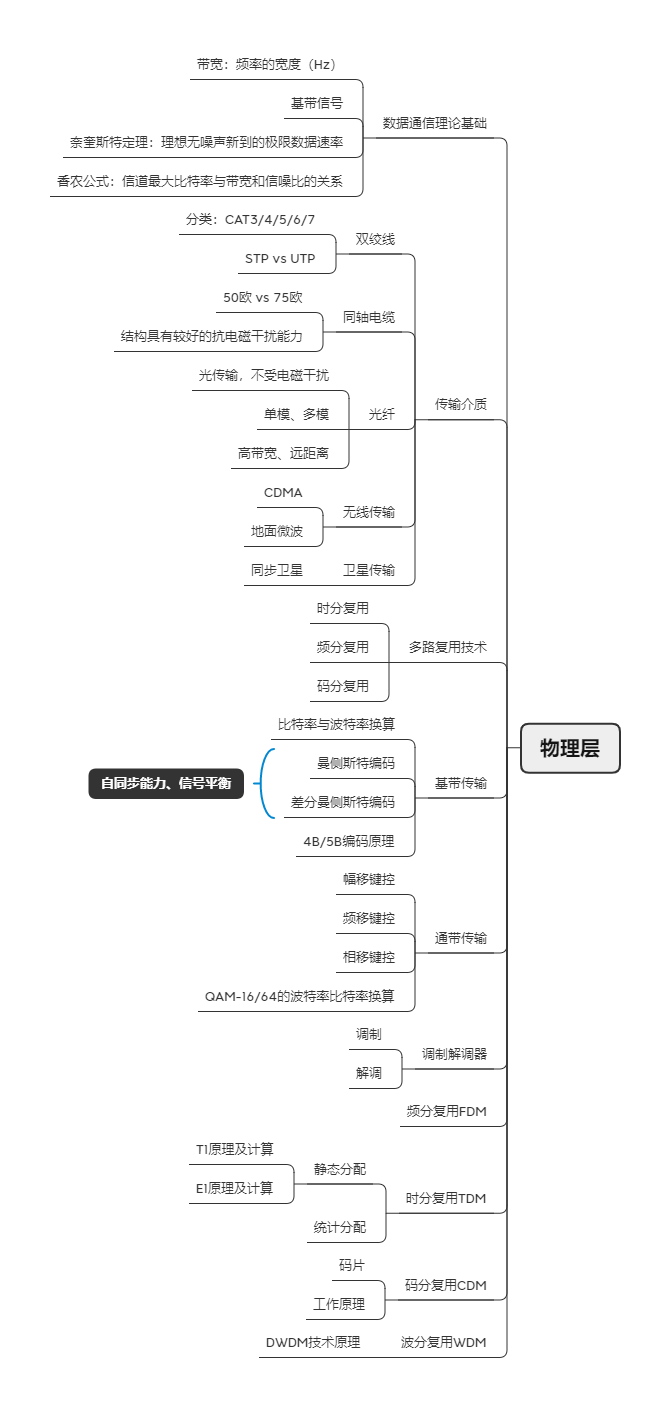 带宽：频率的宽度（Hz）
基带信号
奈奎斯特定理：理想无噪声新到的极限数据速率
香农公式：信道最大比特率与带宽和信噪比的关系
数据通信理论基础
分类：CAT3/4/5/6/7
STP vs UTP
双绞线
50欧 vs 75欧
结构具有较好的抗电磁干扰能力
同轴电缆
光传输，不受电磁干扰
单模、多模
高带宽、远距离
光纤
CDMA
地面微波
无线传输
同步卫星
卫星传输
传输介质
时分复用
频分复用
码分复用
多路复用技术
比特率与波特率换算
曼侧斯特编码
差分曼侧斯特编码
自同步能力、信号平衡
4B/5B编码原理
基带传输
物理层
幅移键控
频移键控
相移键控
QAM-16/64的波特率比特率换算
通带传输
调制
解调
调制解调器
频分复用FDM
T1原理及计算
E1原理及计算
静态分配
统计分配
时分复用TDM
码片
工作原理
码分复用CDM
DWDM技术原理
波分复用WDM